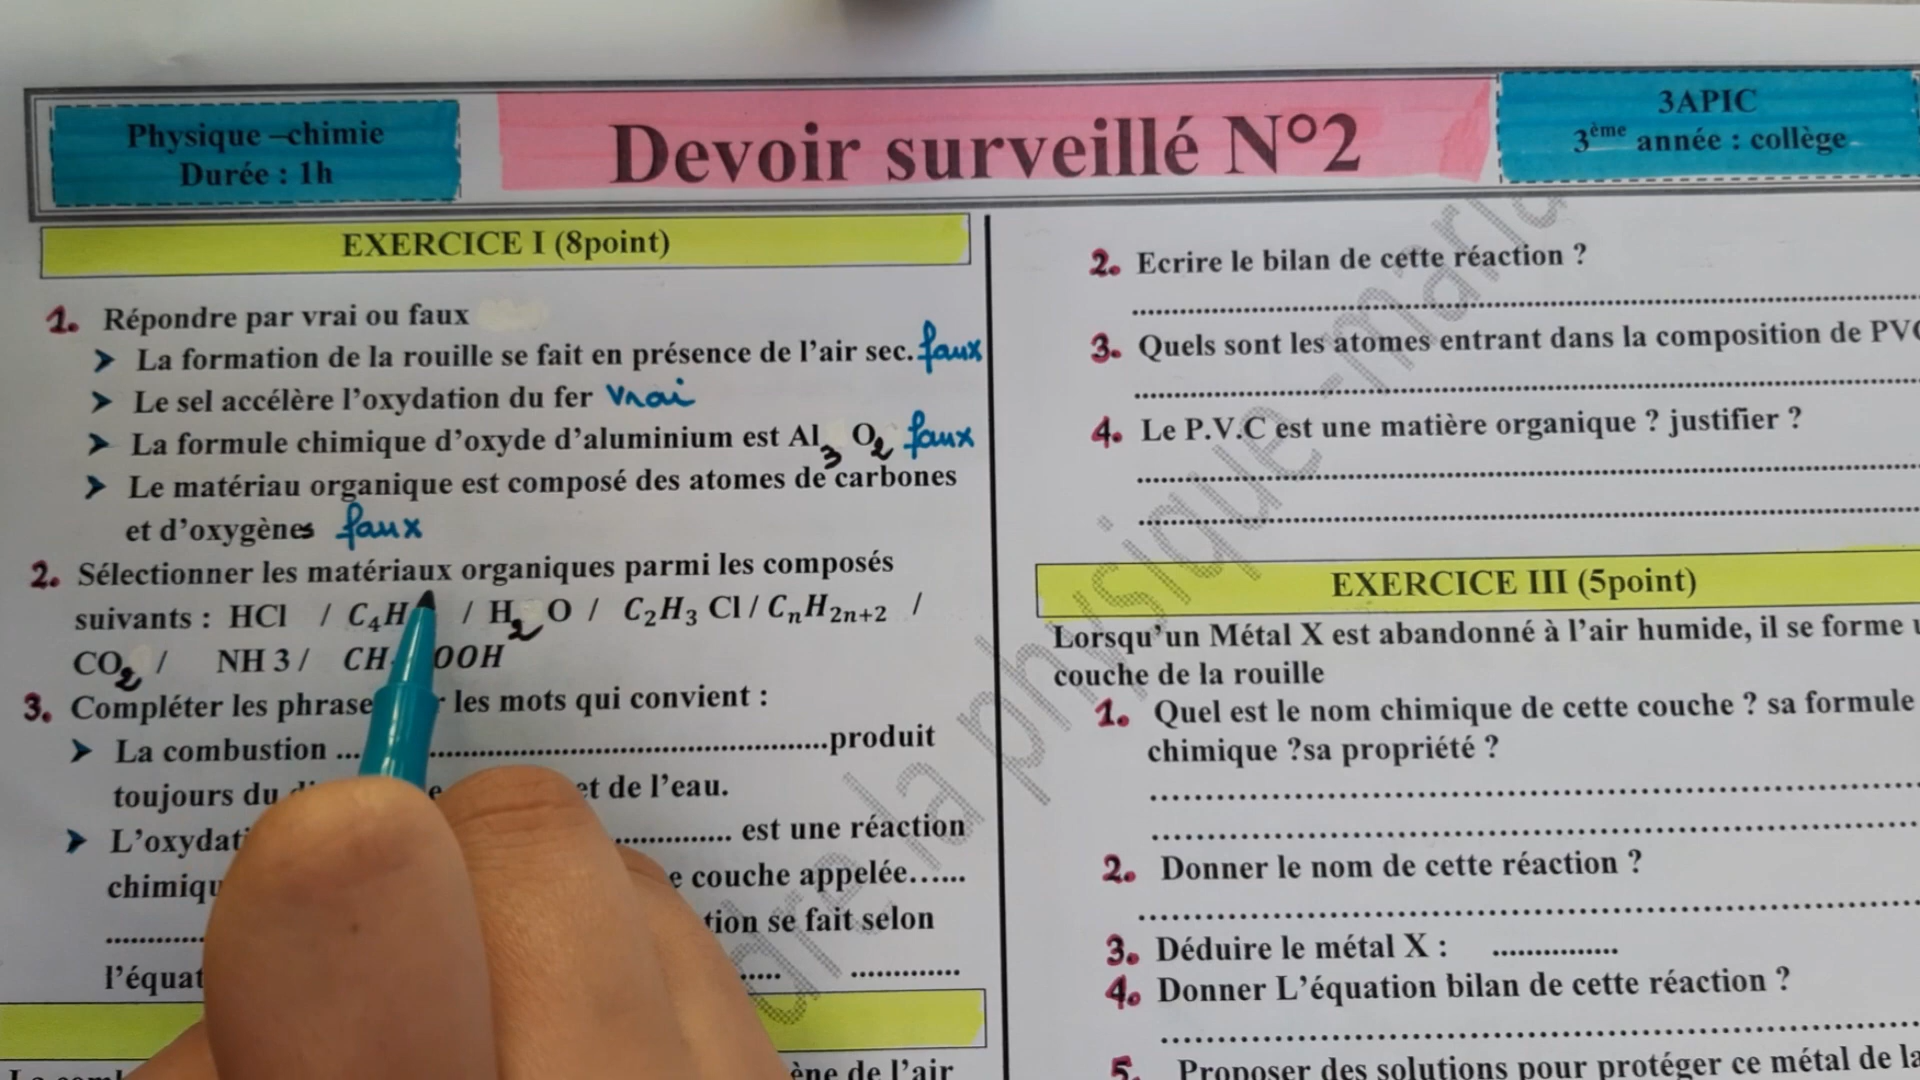 Physique –chimie
Durée : 1h
Devoir surveillé N°2
3APIC
3ème année : collège
EXERCICE I (8point)
1. Répondre par vrai ou faux
➤ La formation de la rouille se fait en présence de l'air sec. faux
➤ Le sel accélère l'oxydation du fer vrai
➤ La formule chimique d'oxyde d'aluminium est Al3 O2 faux
➤ Le matériau organique est composé des atomes de carbones
et d'oxygènes faux
2. Sélectionner les matériaux organiques parmi les composés
suivants : HCl / C4H / H2 O / C2H3 Cl / CnH2n+2 /
CO2 / NH 3 / CH OOH
3. Compléter les phrase les mots qui convient :
➤ La combustion ... produit
toujours du et de l'eau.
➤ ............ est une réaction
couche appelée......
............ se fait selon
..... .............
de l'air
2. Ecrire le bilan de cette réaction ?
3. Quels sont les atomes entrant dans la composition de
4. Le P.V.C est une matière organique ? justifier ?
EXERCICE III (5point)
Lorsqu'un Métal X est abandonné à l'air humide, il se forme
couche de la rouille
1. Quel est le nom chimique de cette couche ? sa formule
chimique ?sa propriété ?
2. Donner le nom de cette réaction ?
3. Déduire le métal X : ...............
4. Donner L'équation bilan de cette réaction ?
5. Proposer des solutions pour protéger ce métal de
la physique